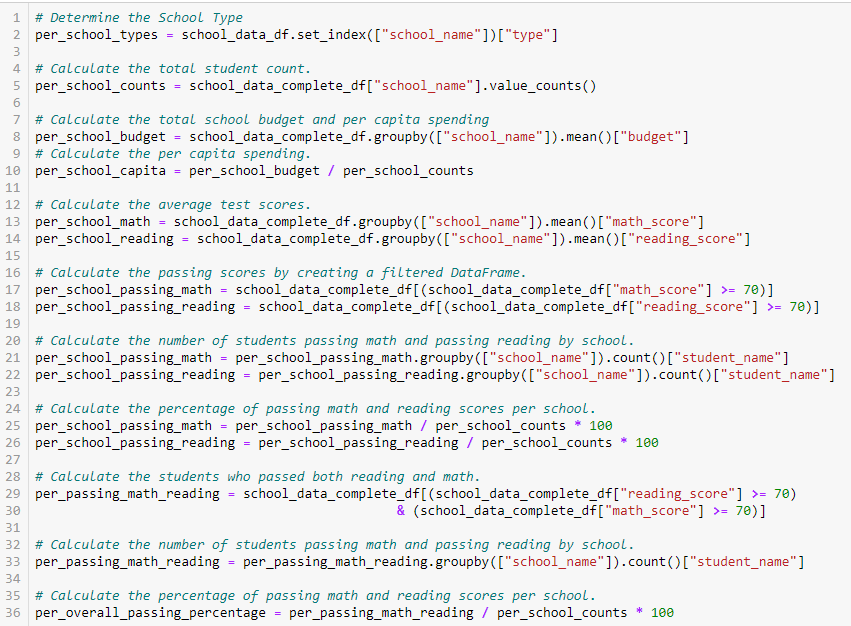 1 # Determine the School Type
2 per_school_types = school_data_df.set_index(["school_name"])["type"]
3
4 # Calculate the total student count.
5 per_school_counts = school_data_complete_df["school_name"].value_counts()
6
7 # Calculate the total school budget and per capita spending
8 per_school_budget = school_data_complete_df.groupby(["school_name"]).mean()["budget"]
9 # Calculate the per capita spending.
10 per_school_capita = per_school_budget / per_school_counts
11
12 # Calculate the average test scores.
13 per_school_math = school_data_complete_df.groupby(["school_name"]).mean()["math_score"]
14 per_school_reading = school_data_complete_df.groupby(["school_name"]).mean()["reading_score"]
15
16 # Calculate the passing scores by creating a filtered DataFrame.
17 per_school_passing_math = school_data_complete_df[(school_data_complete_df["math_score"] >= 70)]
18 per_school_passing_reading = school_data_complete_df[(school_data_complete_df["reading_score"] >= 70)]
19
20 # Calculate the number of students passing math and passing reading by school.
21 per_school_passing_math = per_school_passing_math.groupby(["school_name"]).count()["student_name"]
22 per_school_passing_reading = per_school_passing_reading.groupby(["school_name"]).count()["student_name"]
23
24 # Calculate the percentage of passing math and reading scores per school.
25 per_school_passing_math = per_school_passing_math / per_school_counts * 100
26 per_school_passing_reading = per_school_passing_reading / per_school_counts * 100
27
28 # Calculate the students who passed both reading and math.
29 per_passing_math_reading = school_data_complete_df[(school_data_complete_df["reading_score"] >= 70)
30 & (school_data_complete_df["math_score"] >= 70)]
31
32 # Calculate the number of students passing math and passing reading by school.
33 per_passing_math_reading = per_passing_math_reading.groupby(["school_name"]).count()["student_name"]
34
35 # Calculate the percentage of passing math and reading scores per school.
36 per_overall_passing_percentage = per_passing_math_reading / per_school_counts * 100